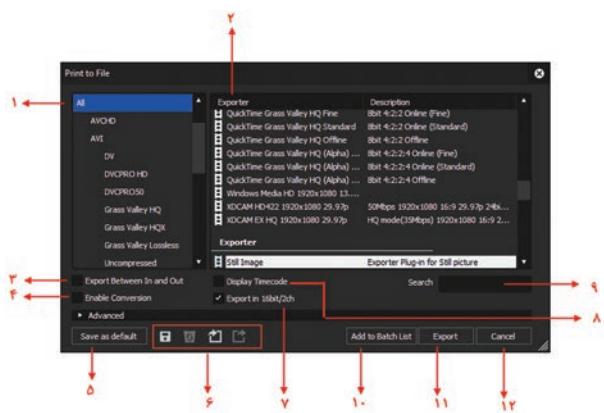 ۲
Print to File
۱
All
AVCHD
AVI
DV
DVCPRO HD
DVCPRO50
Grass Valley HQ
Grass Valley HQX
Grass Valley Lossless
Uncompressed
Exporter Description
QuickTime Grass Valley HQ Fine 8bit 4:2:2 Online (Fine)
QuickTime Grass Valley HQ Standard 8bit 4:2:2 Online (Standard)
QuickTime Grass Valley HQ Offline 8bit 4:2:2 Offline
QuickTime Grass Valley HQ (Alpha) ... 8bit 4:2:2:4 Online (Fine)
QuickTime Grass Valley HQ (Alpha) ... 8bit 4:2:2:4 Online (Standard)
QuickTime Grass Valley HQ (Alpha) ... 8bit 4:2:2:4 Offline
Windows Media HD 1920x1080 13....
XDCAM HD422 1920x1080 29.97p 50Mbps 1920x1080 16:9 29.97p 24bi...
XDCAM EX HQ 1920x1080 29.97p HQ mode(35Mbps) 1920x1080 16:9 2...
Exporter
Still Image Exporter Plug-in for Still picture
۳ Export Between In and Out Display Timecode Search ۹
۴ Enable Conversion Export in 16bit/2ch ۸
Advanced
Save as default Add to Batch List Export Cancel
۵ ۶ ۷ ۱۰ ۱۱ ۱۲